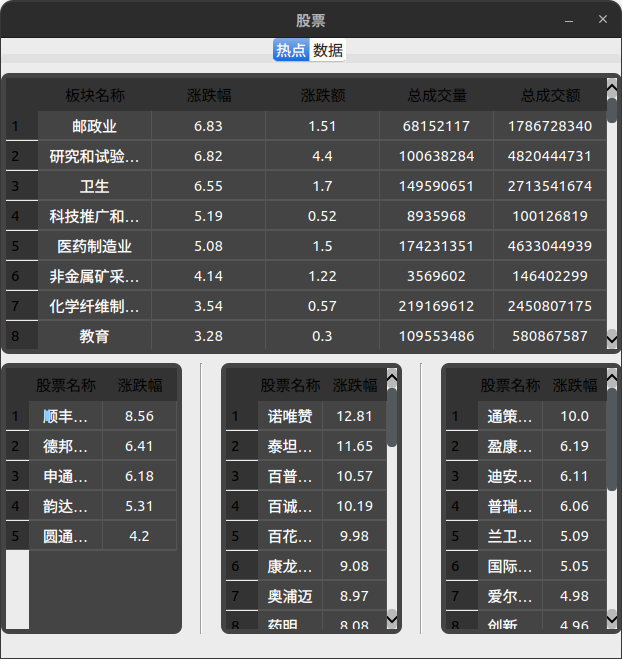 股票
热点 数据
板块名称 涨跌幅 涨跌额 总成交量 总成交额
1 邮政业 6.83 1.51 68152117 1786728340
2 研究和试验… 6.82 4.4 100638284 4820444731
3 卫生 6.55 1.7 149590651 2713541674
4 科技推广和… 5.19 0.52 8935968 100126819
5 医药制造业 5.08 1.5 174231351 4633044939
6 非金属矿采… 4.14 1.22 3569602 146402299
7 化学纤维制… 3.54 0.57 219169612 2450807175
8 教育 3.28 0.3 109553486 580867587
股票名称 涨跌幅
1 顺丰… 8.56
2 德邦… 6.41
3 申通… 6.18
4 韵达… 5.31
5 圆通… 4.2
股票名称 涨跌幅
1 诺唯赞 12.81
2 泰坦… 11.65
3 百普… 10.57
4 百诚… 10.19
5 百花… 9.98
6 康龙… 9.08
7 奥浦迈 8.97
8 药明 8.08
股票名称 涨跌幅
1 通策… 10.0
2 盈康… 6.19
3 迪安… 6.11
4 普瑞… 6.06
5 兰卫… 5.09
6 国际… 5.05
7 爱尔… 4.98
8 创新 4.96